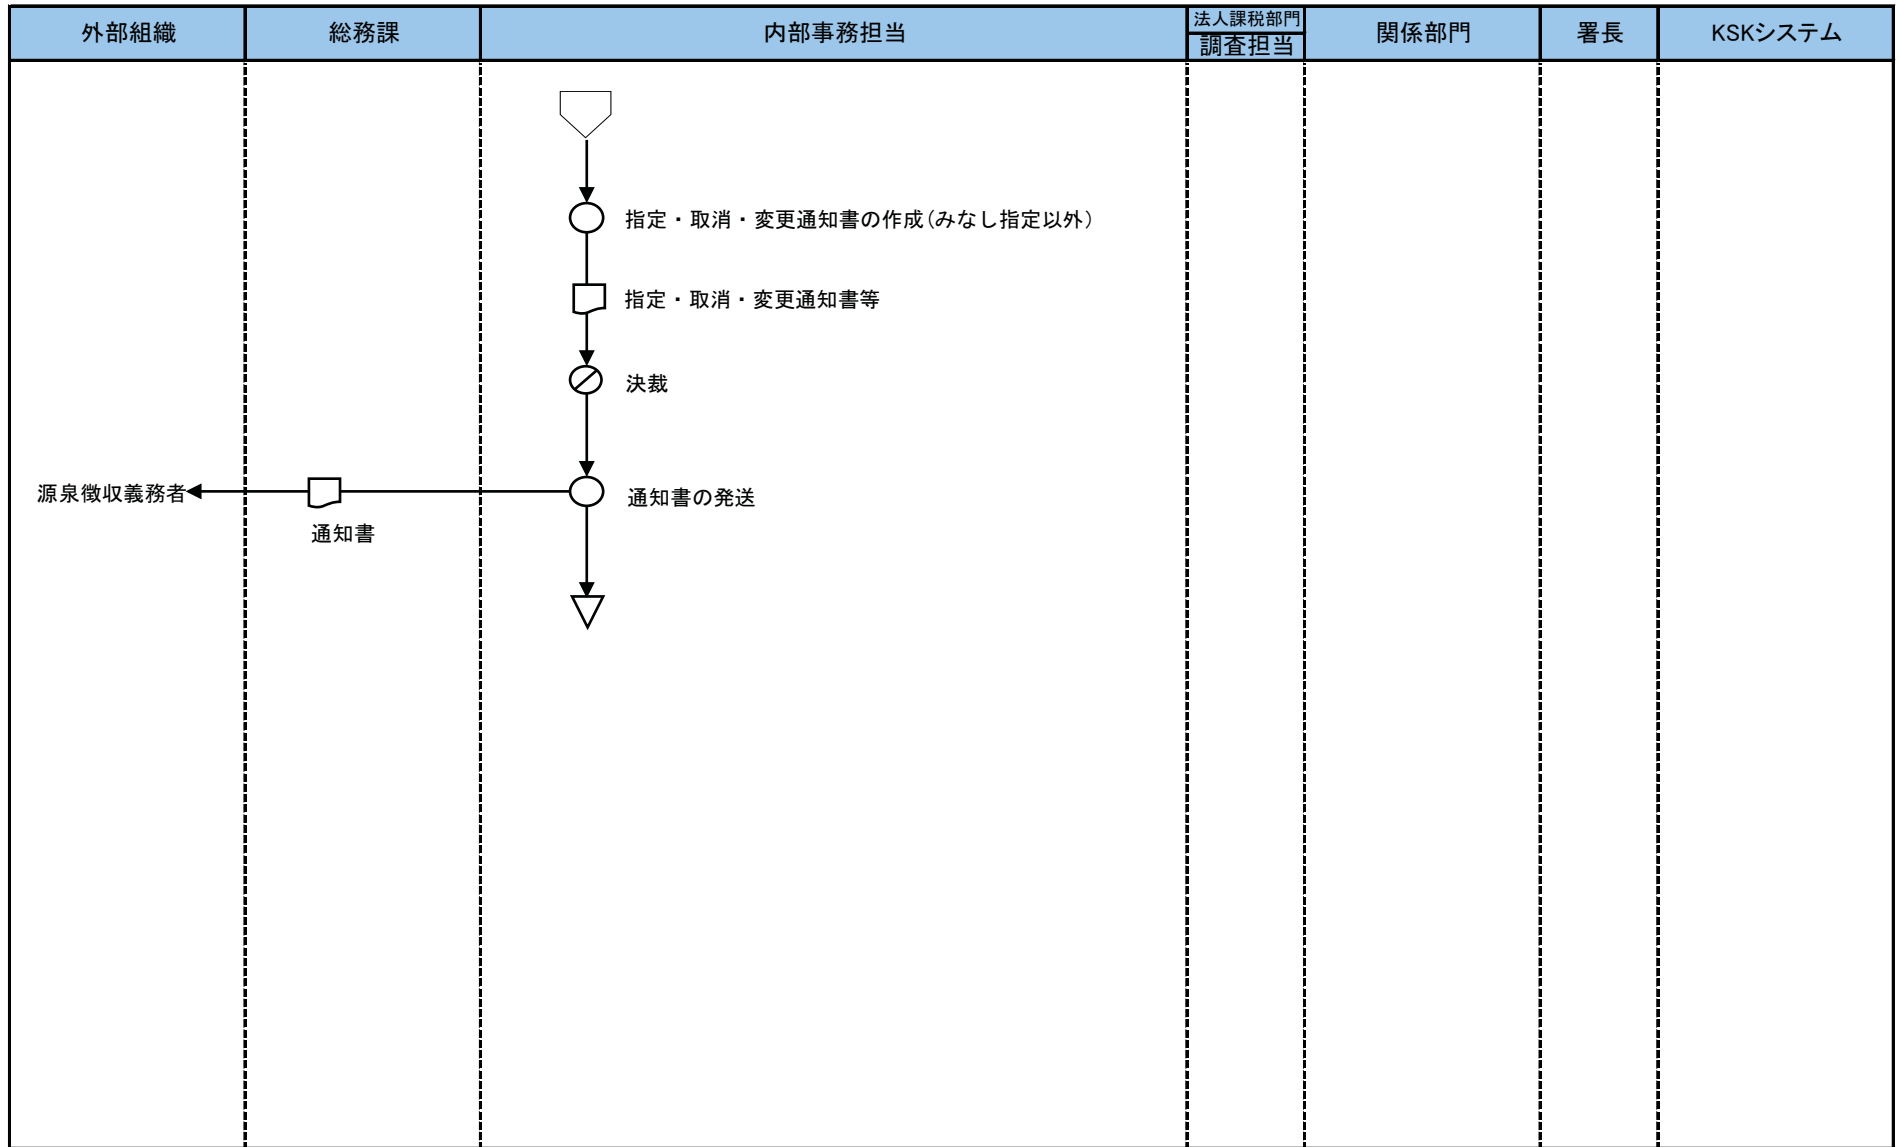 外部組織
総務課
内部事務担当
法人課税部門
調査担当
関係部門
署長
KSKシステム
指定・取消・変更通知書の作成(みなし指定以外)
指定・取消・変更通知書等
決裁
源泉徴収義務者
通知書の発送
通知書